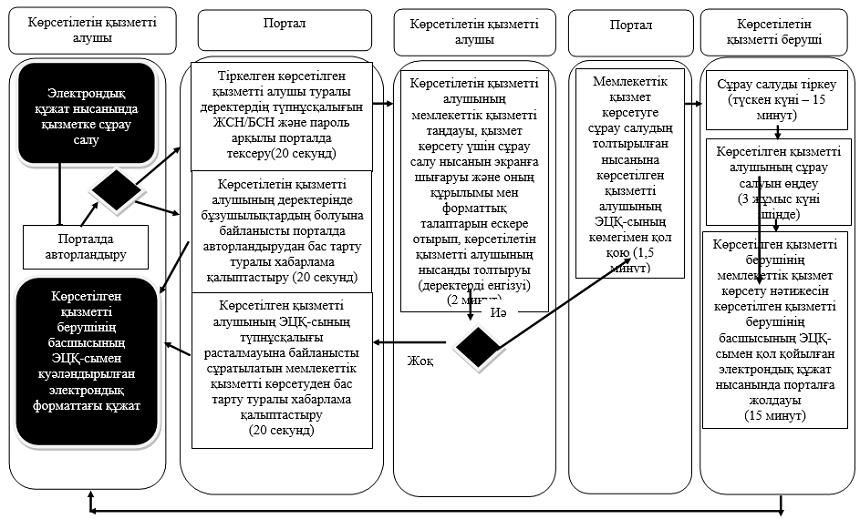 Көрсетілетін қызметті
алушы
Электрондық
құжат нысанында
қызметке сұрау
салу
Порталда
авторландыру
Көрсетілген
қызметті
берушінің
басшысының
ЭЦҚ-сымен
куәландырылған
электрондық
форматтағы құжат
Портал
Тіркелген көрсетілген
қызметті алушы туралы
деректердің түпнұсқалығын
ЖСН/БСН және пароль
арқылы порталда
тексеру(20 секунд)
Көрсетілетін қызметті
алушының деректерінде
бұзушылықтардың болуына
байланысты порталда
авторландырудан бас тарту
туралы хабарлама
қалыптастыру (20 секунд)
Көрсетілген қызметті
алушының ЭЦҚ-сының
түпнұсқалығы
расталмауына байланысты
сұратылатын мемлекеттік
қызметті көрсетуден бас
тарту туралы хабарлама
қалыптастыру
(20 секунд)
Көрсетілетін қызметті
алушы
Көрсетілетін қызметті
алушының
мемлекеттік қызметті
таңдауы, қызмет
көрсету үшін сұрау
салу нысанын экранға
шығаруы және оның
құрылымы мен
форматтық
талаптарын ескере
отырып, көрсетілетін
қызметті алушының
нысанды толтыруы
(деректерді енгізуі)
(2 минут)
Иә
Жоқ
Портал
Мемлекеттік
қызмет
көрсетуге
сұрау салудың
толтырылған
нысанына
көрсетілген
қызметті
алушының
ЭЦҚ-сының
көмегімен қол
қою (1,5
минут)
Көрсетілетін
қызметті беруші
Сұрау салуды тіркеу
(түскен күні – 15
минут)
Көрсетілген қызметті
алушының сұрау
салуын өңдеу
(3 жұмыс күні
ішінде)
Көрсетілген қызметті
берушінің
мемлекеттік қызмет
көрсету нәтижесін
көрсетілген қызметті
берушінің
басшысының ЭЦҚ-
сымен қол қойылған
электрондық құжат
нысанында порталға
жолдауы
(15 минут)